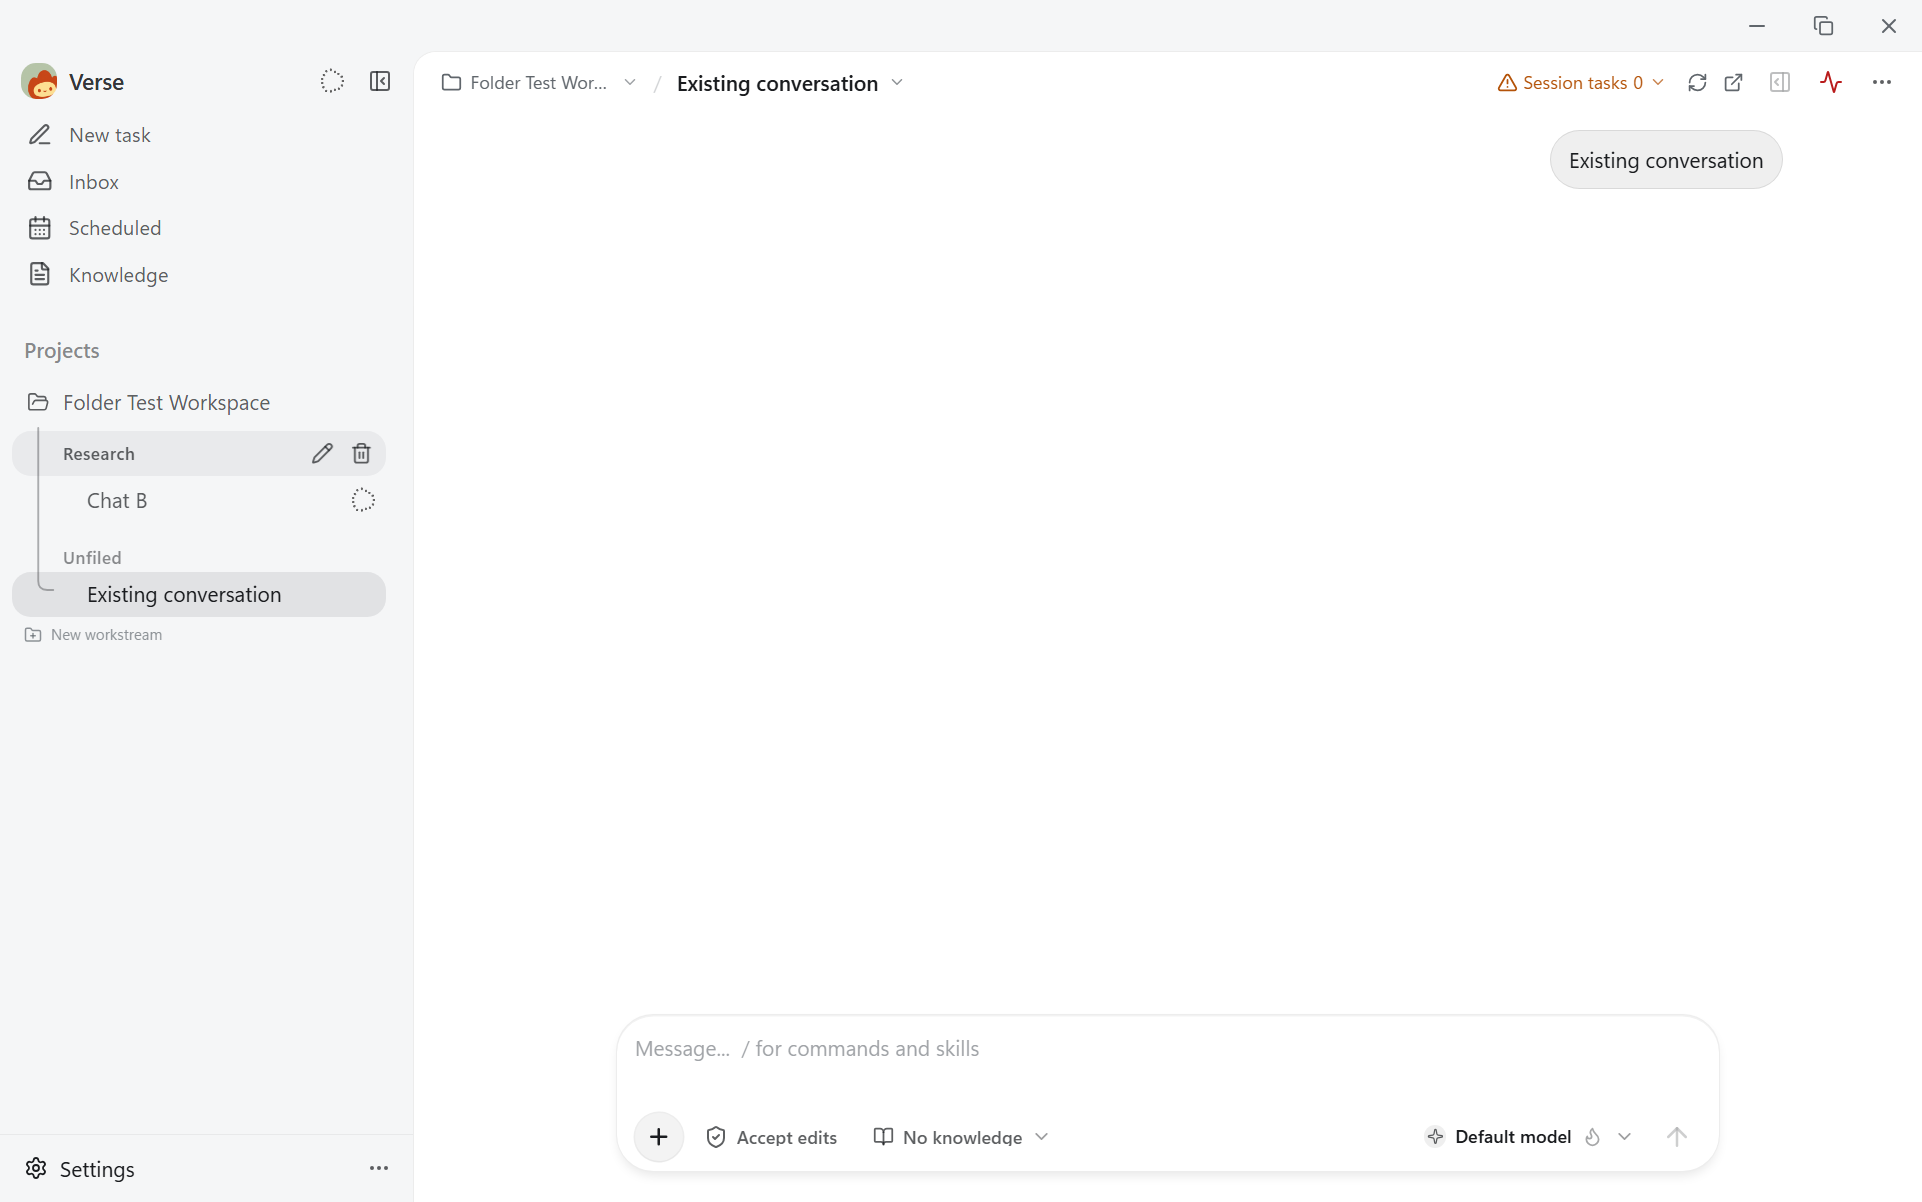 Verse
New task
Inbox
Scheduled
Knowledge
Projects
Folder Test Workspace
Research
Chat B
Unfiled
Existing conversation
New workstream
Settings
Folder Test Wor... / Existing conversation
Session tasks 0
Existing conversation
Message... / for commands and skills
Accept edits
No knowledge
Default model